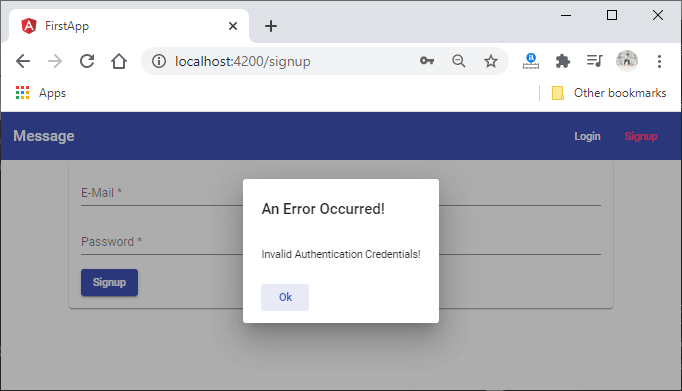 FirstApp
localhost:4200/signup
Apps
Other bookmarks
Message
Login
Signup
E-Mail *
Password *
Signup
An Error Occurred!
Invalid Authentication Credentials!
Ok